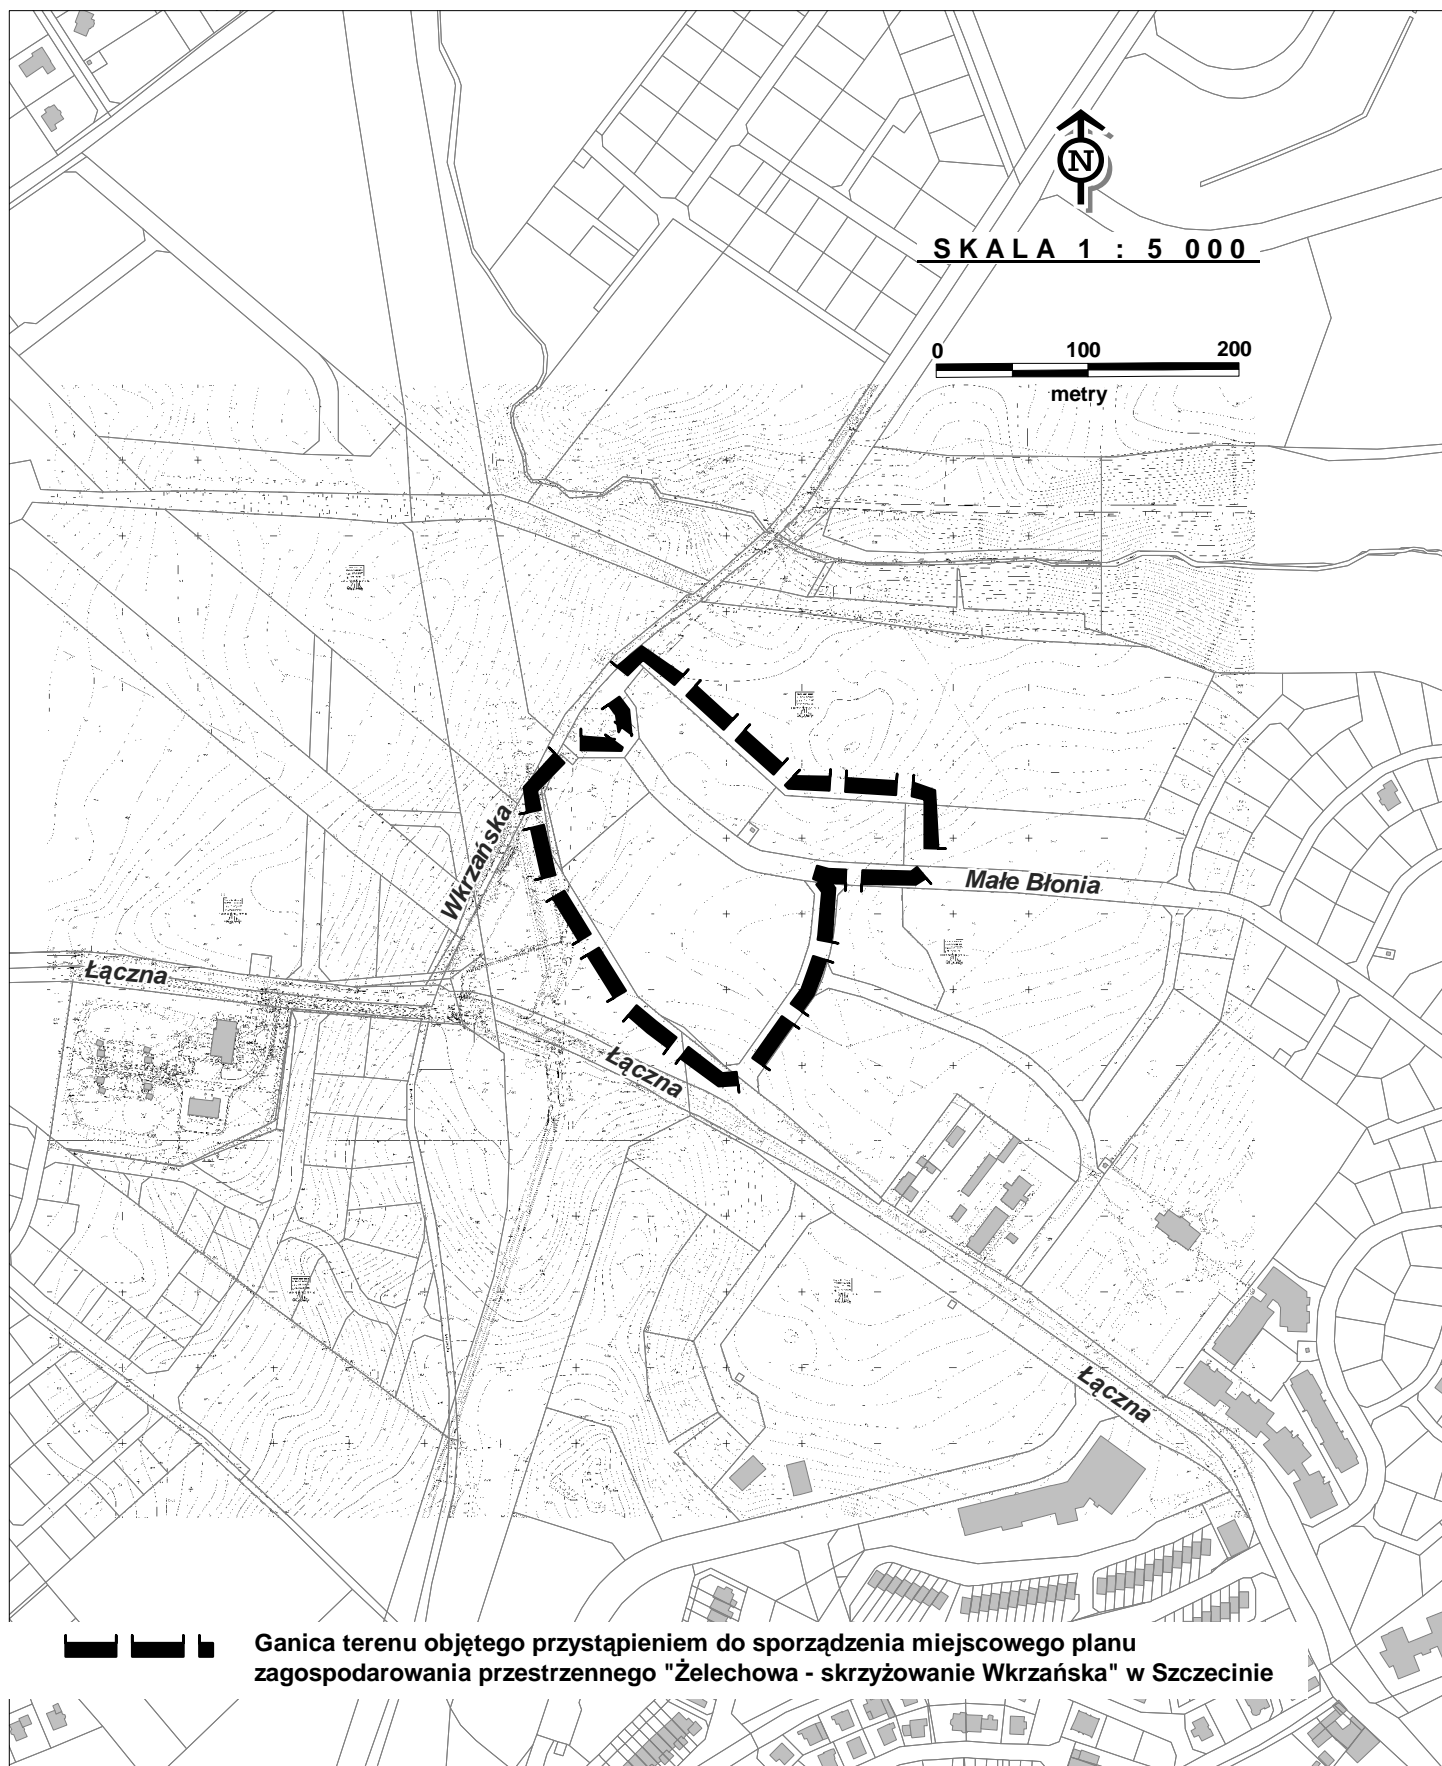 N
SKALA 1 : 5 000
0 100 200
metry
Wkrzańska
Małe Błonia
Łączna
Łączna
Łączna
Ganica terenu objętego przystąpieniem do sporządzenia miejscowego planu
zagospodarowania przestrzennego "Żelechowa - skrzyżowanie Wkrzańska" w Szczecinie